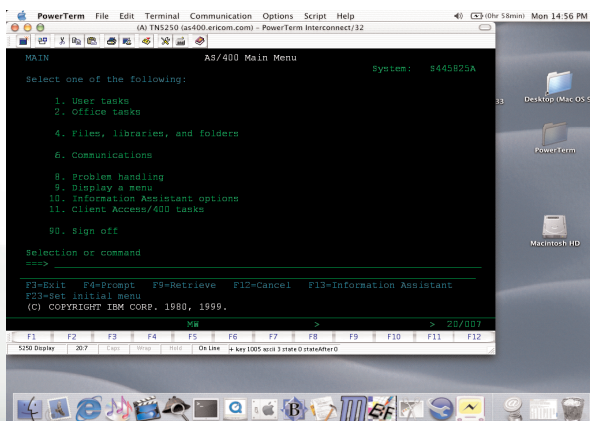 PowerTerm File Edit Terminal Communication Options Script Help (0hr 58min) Mon 14:56 PM
(A) TN5250 (as400.ericom.com) - PowerTerm Interconnect/32
MAIN AS/400 Main Menu
System: S445825A
Select one of the following:
1. User tasks
2. Office tasks
4. Files, libraries, and folders
6. Communications
8. Problem handling
9. Display a menu
10. Information Assistant options
11. Client Access/400 tasks
90. Sign off
Selection or command
===>
F3=Exit F4=Prompt F9=Retrieve F12=Cancel F13=Information Assistant
F23=Set initial menu
(C) COPYRIGHT IBM CORP. 1980, 1999.
MW > > 20/007
F1 F2 F3 F4 F5 F6 F7 F8 F9 F10 F11 F12
5250 Display 20:7 Caps Wrap Hold On Line + key 1005 ascii 3 state 0 stateAfter 0
33 Desktop (Mac OS 9
PowerTerm
Macintosh HD